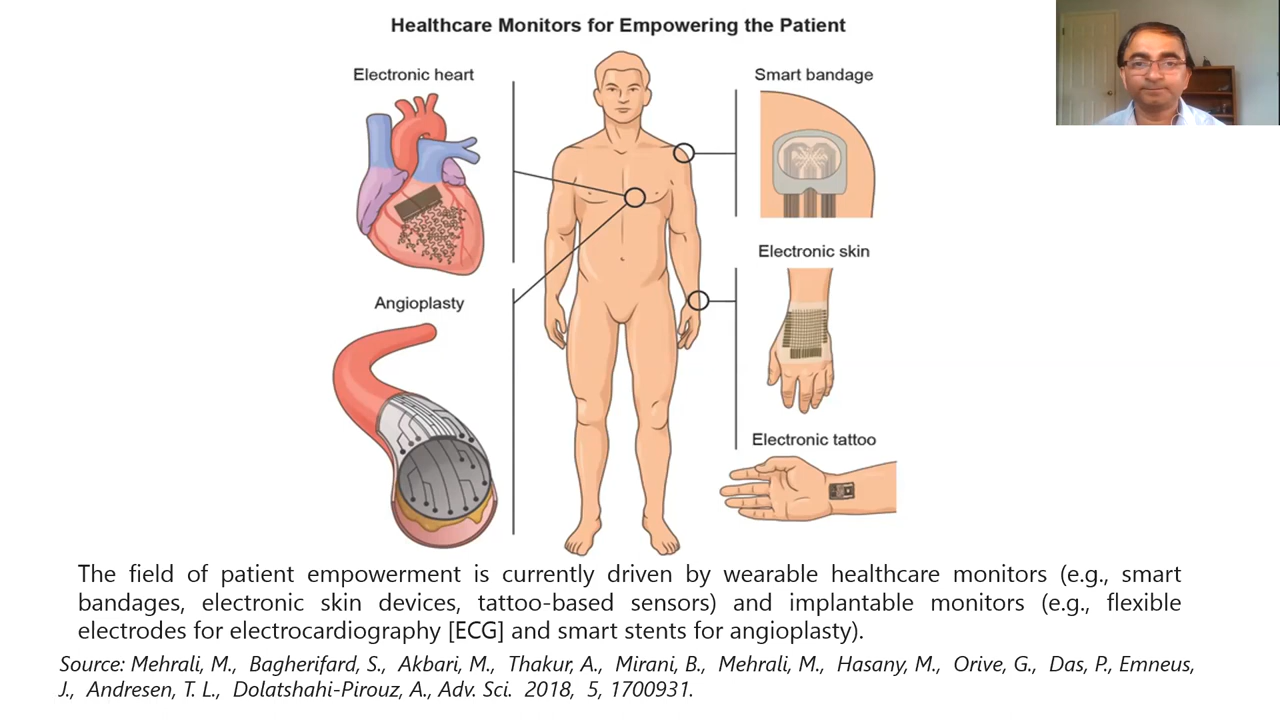 Healthcare Monitors for Empowering the Patient
Electronic heart
Smart bandage
Electronic skin
Angioplasty
Electronic tattoo
The field of patient empowerment is currently driven by wearable healthcare monitors (e.g., smart
bandages, electronic skin devices, tattoo-based sensors) and implantable monitors (e.g., flexible
electrodes for electrocardiography [ECG] and smart stents for angioplasty).
Source: Mehrali, M., Bagherifard, S., Akbari, M., Thakur, A., Mirani, B., Mehrali, M., Hasany, M., Orive, G., Das, P., Emneus,
J., Andresen, T. L., Dolatshahi-Pirouz, A., Adv. Sci. 2018, 5, 1700931.